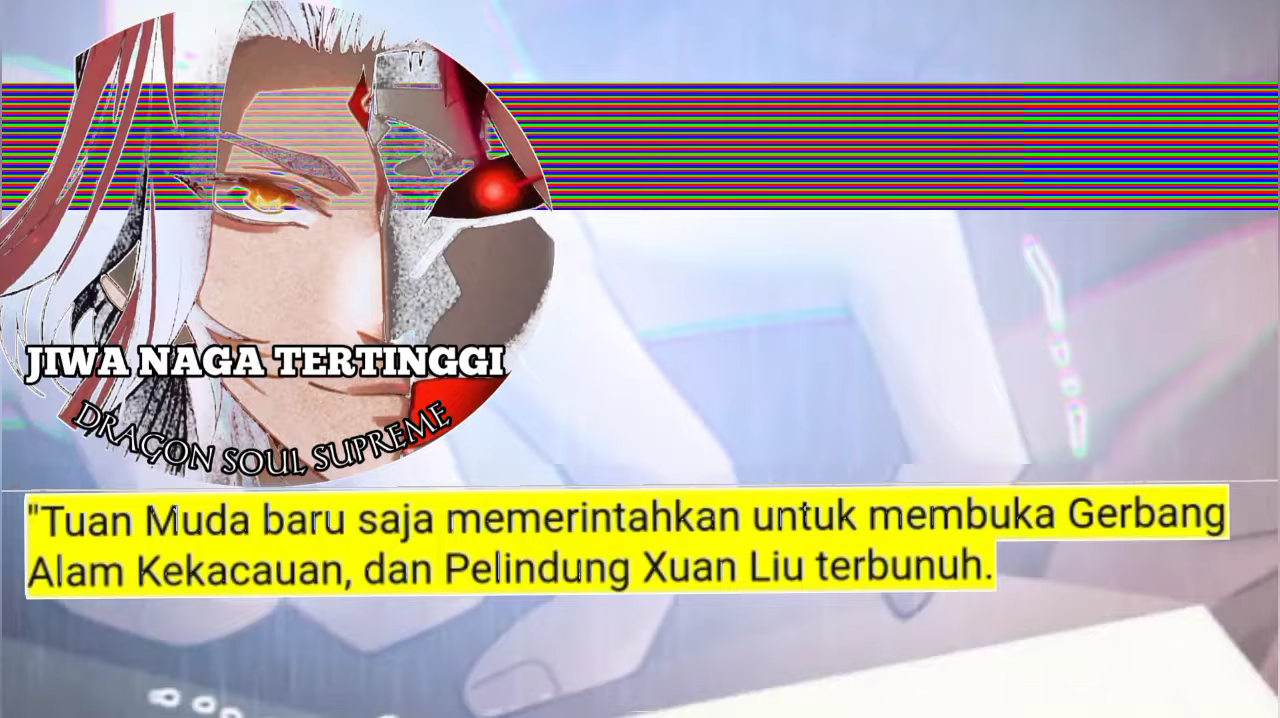 JIWA NAGA TERTINGGI
DRAGON SOUL SUPREME
"Tuan Muda baru saja memerintahkan untuk membuka Gerbang
Alam Kekacauan, dan Pelindung Xuan Liu terbunuh.